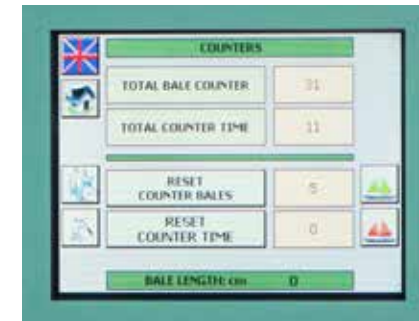 COUNTERS
TOTAL BALE COUNTER 31
TOTAL COUNTER TIME 11
RESET
COUNTER BALES 5
RESET
COUNTER TIME 0
BALE LENGTH: cm 0